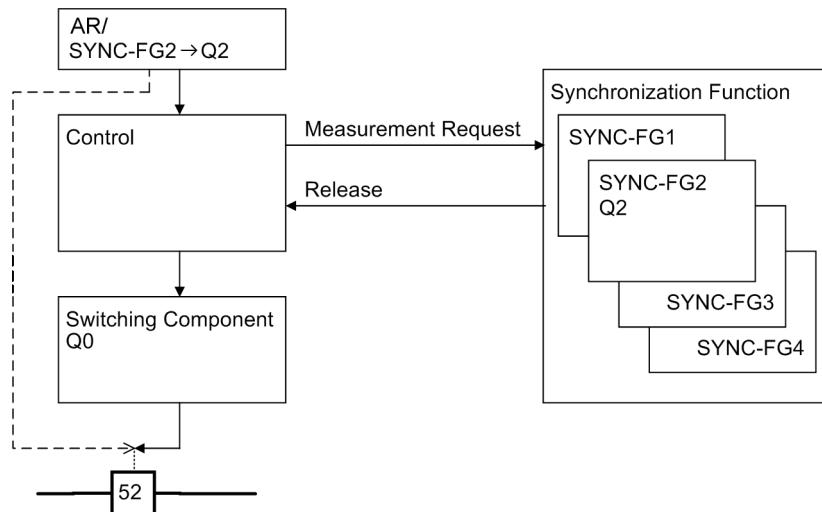 AR/
SYNC-FG2→Q2
Synchronization Function
Control
Measurement Request
SYNC-FG1
Release
SYNC-FG2
Q2
Switching Component
Q0
SYNC-FG3
SYNC-FG4
52